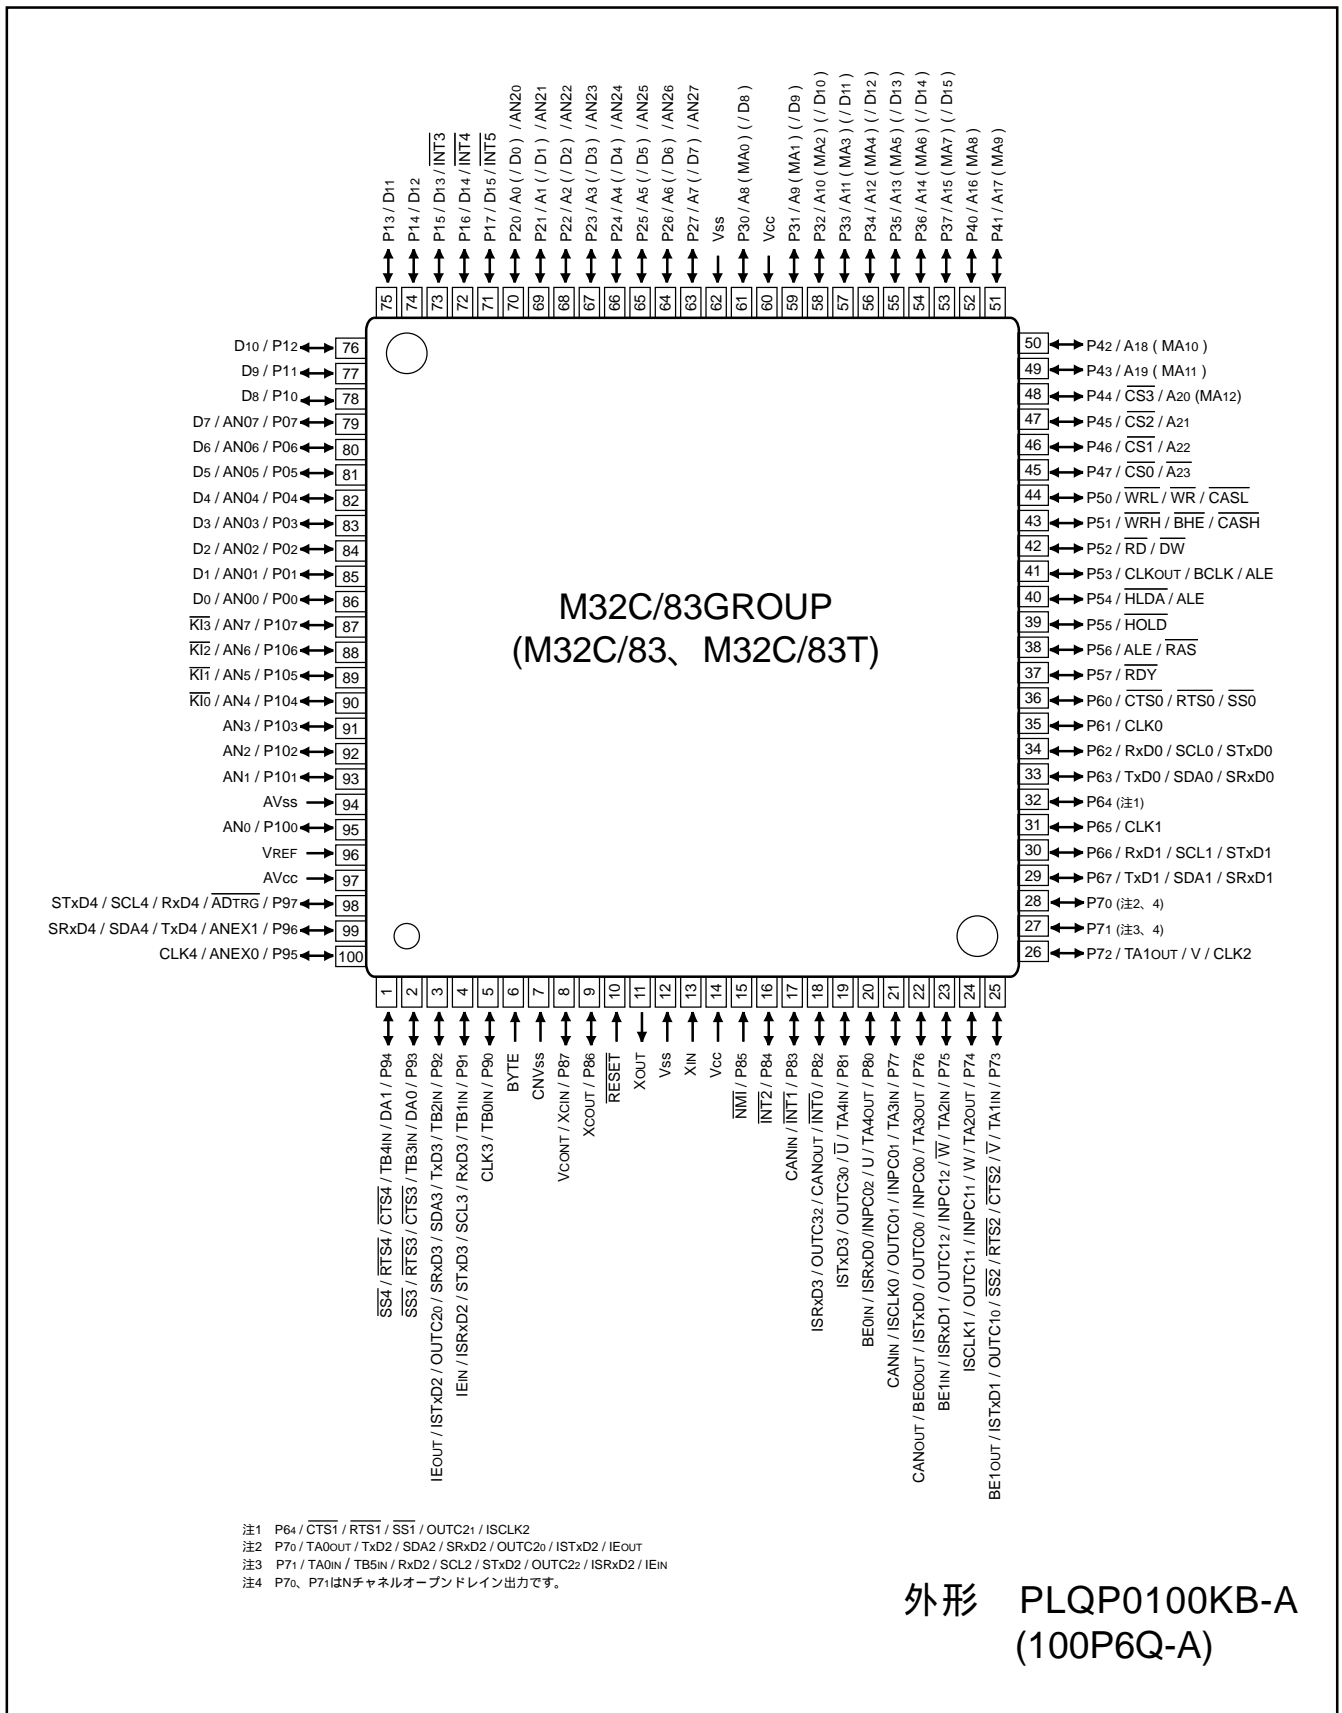 P13 / D11
P14 / D12
P15 / D13 / INT3
P16 / D14 / INT4
P17 / D15 / INT5
P20 / A0 ( / D0 ) / AN20
P21 / A1 ( / D1 ) / AN21
P22 / A2 ( / D2 ) / AN22
P23 / A3 ( / D3 ) / AN23
P24 / A4 ( / D4 ) / AN24
P25 / A5 ( / D5 ) / AN25
P26 / A6 ( / D6 ) / AN26
P27 / A7 ( / D7 ) / AN27
Vss
P30 / A8 ( MA0 ) ( / D8 )
Vcc
P31 / A9 ( MA1 ) ( / D9 )
P32 / A10 ( MA2 ) ( / D10 )
P33 / A11 ( MA3 ) ( / D11 )
P34 / A12 ( MA4 ) ( / D12 )
P35 / A13 ( MA5 ) ( / D13 )
P36 / A14 ( MA6 ) ( / D14 )
P37 / A15 ( MA7 ) ( / D15 )
P40 / A16 ( MA8 )
P41 / A17 ( MA9 )
75 74 73 72 71 70 69 68 67 66 65 64 63 62 61 60 59 58 57 56 55 54 53 52 51
D10 / P12 76
D9 / P11 77
D8 / P10 78
D7 / AN07 / P07 79
D6 / AN06 / P06 80
D5 / AN05 / P05 81
D4 / AN04 / P04 82
D3 / AN03 / P03 83
D2 / AN02 / P02 84
D1 / AN01 / P01 85
D0 / AN00 / P00 86
KI3 / AN7 / P107 87
KI2 / AN6 / P106 88
KI1 / AN5 / P105 89
KI0 / AN4 / P104 90
AN3 / P103 91
AN2 / P102 92
AN1 / P101 93
AVss 94
AN0 / P100 95
VREF 96
AVcc 97
STxD4 / SCL4 / RxD4 / ADTRG / P97 98
SRxD4 / SDA4 / TxD4 / ANEX1 / P96 99
CLK4 / ANEX0 / P95 100
M32C/83GROUP
(M32C/83、M32C/83T)
50 P42 / A18 ( MA10 )
49 P43 / A19 ( MA11 )
48 P44 / CS3 / A20 (MA12)
47 P45 / CS2 / A21
46 P46 / CS1 / A22
45 P47 / CS0 / A23
44 P50 / WRL / WR / CASL
43 P51 / WRH / BHE / CASH
42 P52 / RD / DW
41 P53 / CLKOUT / BCLK / ALE
40 P54 / HLDA / ALE
39 P55 / HOLD
38 P56 / ALE / RAS
37 P57 / RDY
36 P60 / CTS0 / RTS0 / SS0
35 P61 / CLK0
34 P62 / RxD0 / SCL0 / STxD0
33 P63 / TxD0 / SDA0 / SRxD0
32 P64 (注1)
31 P65 / CLK1
30 P66 / RxD1 / SCL1 / STxD1
29 P67 / TxD1 / SDA1 / SRxD1
28 P70 (注2、4)
27 P71 (注3、4)
26 P72 / TA1OUT / V / CLK2
1 2 3 4 5 6 7 8 9 10 11 12 13 14 15 16 17 18 19 20 21 22 23 24 25
SS4 / RTS4 / CTS4 / TB4IN / DA1 / P94
SS3 / RTS3 / CTS3 / TB3IN / DA0 / P93
IEOUT / ISTxD2 / OUTC20 / SRxD3 / SDA3 / TxD3 / TB2IN / P92
IEIN / ISRxD2 / STxD3 / SCL3 / RxD3 / TB1IN / P91
CLK3 / TB0IN / P90
BYTE
CNVss
VCONT / XCIN / P87
XCOUT / P86
RESET
XOUT
Vss
XIN
Vcc
NMI / P85
INT2 / P84
CANIN / INT1 / P83
ISRxD3 / OUTC32 / CANOUT / INT0 / P82
ISTxD3 / OUTC30 / U / TA4IN / P81
BE0IN / ISRxD0 /INPC02 / U / TA4OUT / P80
CANIN / ISCLK0 / OUTC01 / INPC01 / TA3IN / P77
CANOUT / BE0OUT / ISTxD0 / OUTC00 / INPC00 / TA3OUT / P76
BE1IN / ISRxD1 / OUTC12 / INPC12 / W / TA2IN / P75
ISCLK1 / OUTC11 / INPC11 / W / TA2OUT / P74
BE1OUT / ISTxD1 / OUTC10 / SS2 / RTS2 / CTS2 / V / TA1IN / P73
注1 P64 / CTS1 / RTS1 / SS1 / OUTC21 / ISCLK2
注2 P70 / TA0OUT / TxD2 / SDA2 / SRxD2 / OUTC20 / ISTxD2 / IEOUT
注3 P71 / TA0IN / TB5IN / RxD2 / SCL2 / STxD2 / OUTC22 / ISRxD2 / IEIN
注4 P70、P71はNチャネルオープンドレイン出力です。
外形 PLQP0100KB-A
(100P6Q-A)